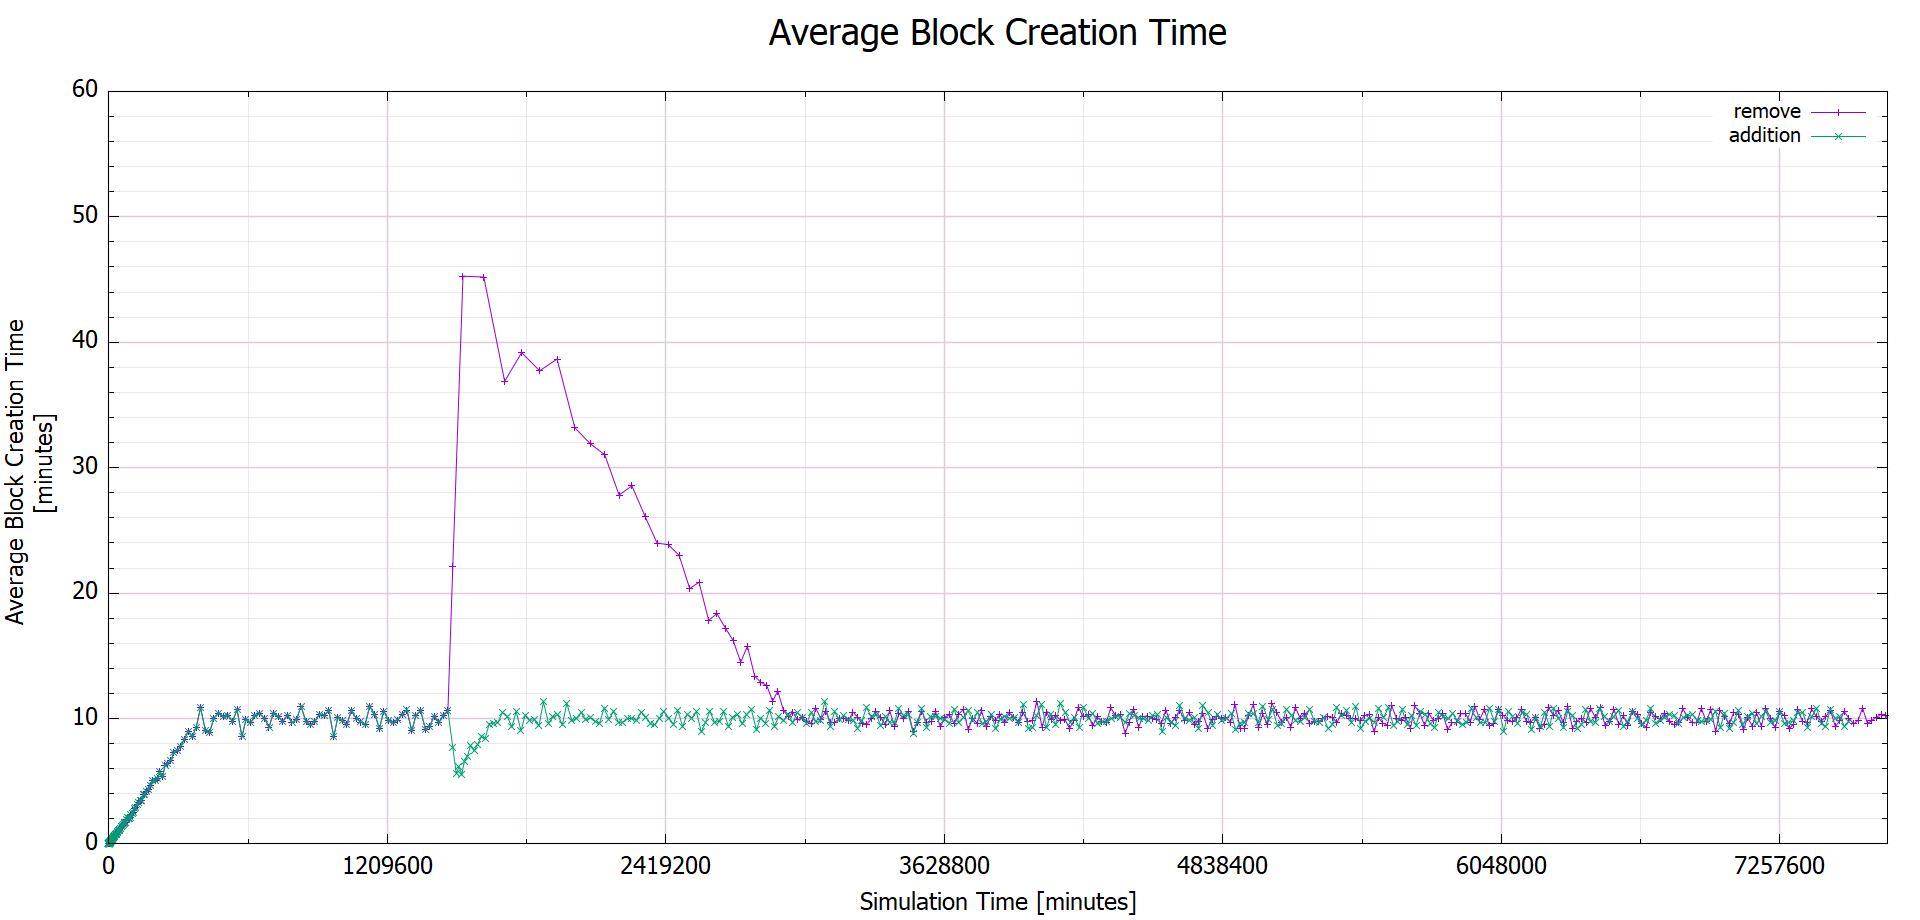 Average Block Creation Time
60
50
40
30
20
10
0
Average Block Creation Time
[minutes]
remove
addition
0 1209600 2419200 3628800 4838400 6048000 7257600
Simulation Time [minutes]